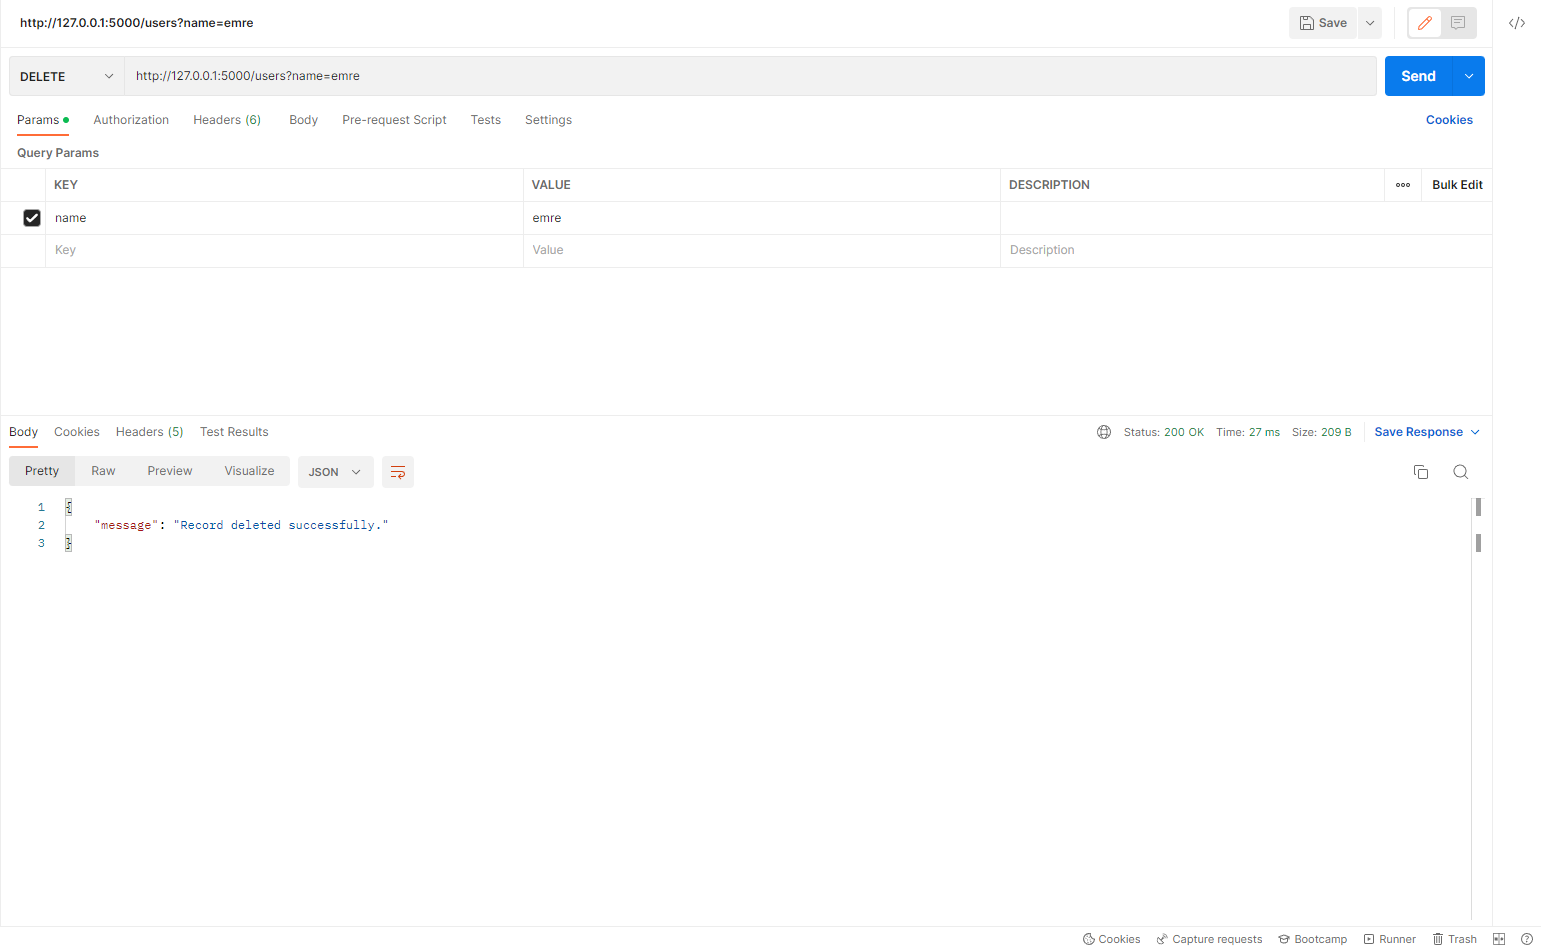 http://127.0.0.1:5000/users?name=emre
Save
DELETE
http://127.0.0.1:5000/users?name=emre
Send
Params
Authorization
Headers (6)
Body
Pre-request Script
Tests
Settings
Cookies
Query Params
KEY
VALUE
DESCRIPTION
Bulk Edit
name
emre
Key
Value
Description
Body
Cookies
Headers (5)
Test Results
Status: 200 OK
Time: 27 ms
Size: 209 B
Save Response
Pretty
Raw
Preview
Visualize
JSON
1 {
2 "message": "Record deleted successfully."
3 }
Cookies
Capture requests
Bootcamp
Runner
Trash